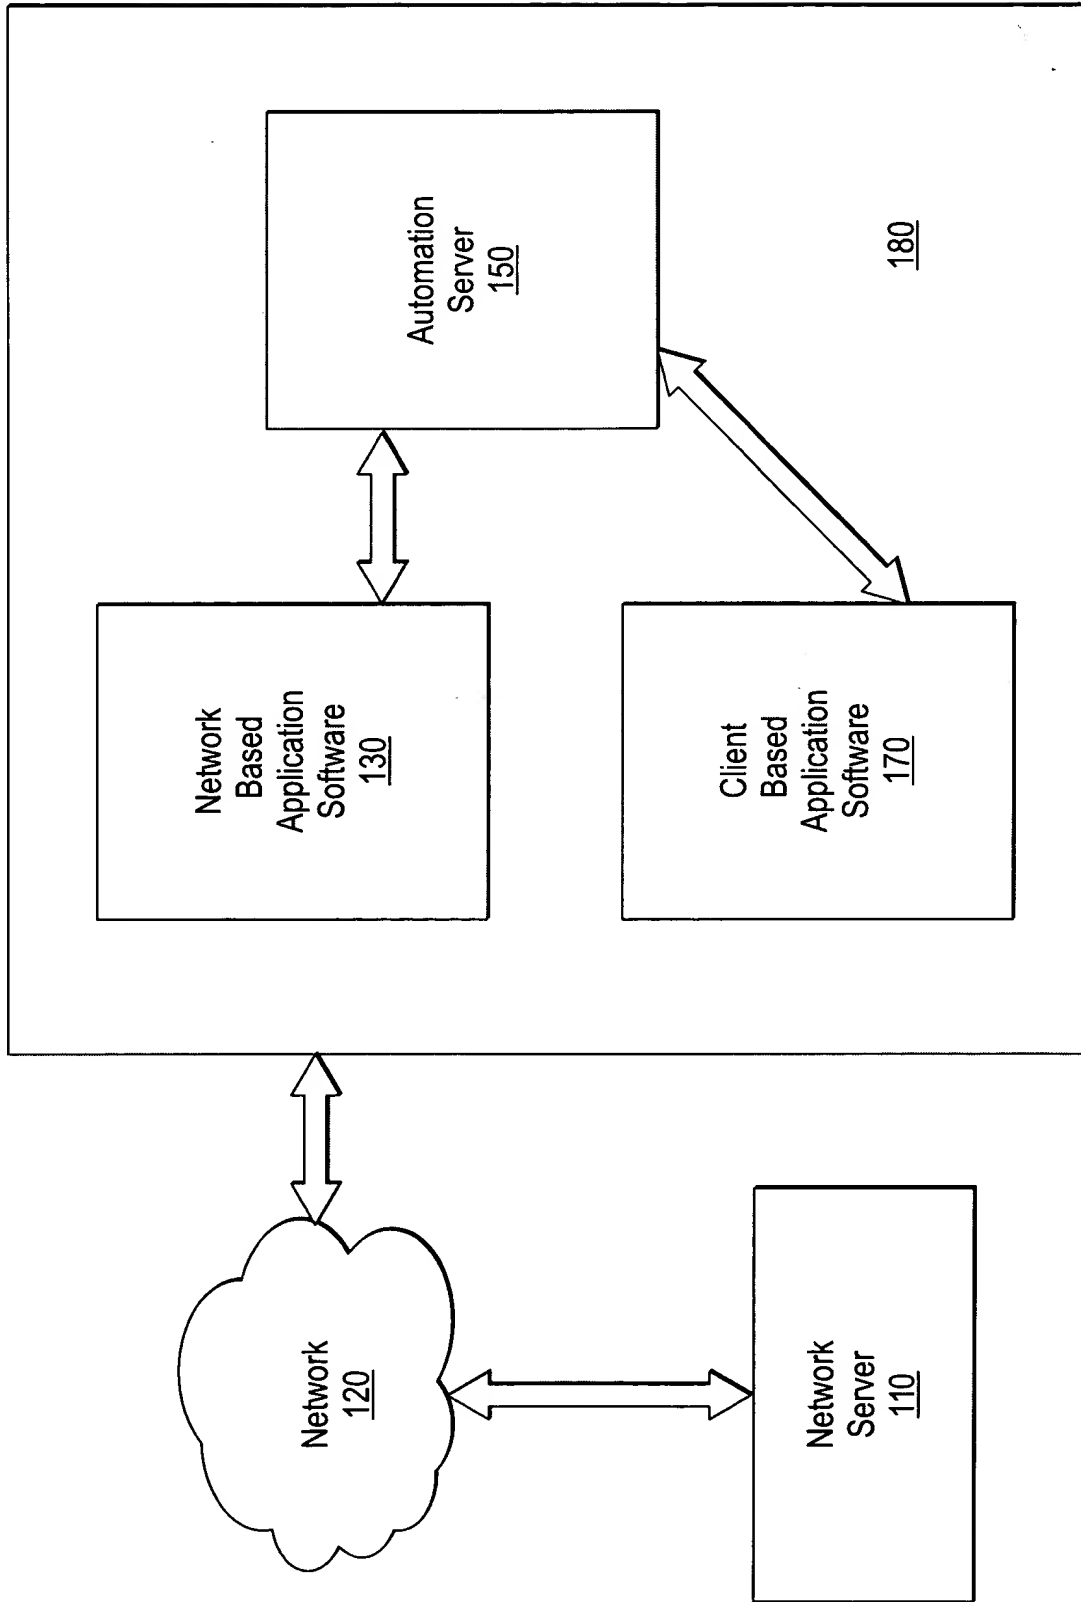 Network
120
Network
Server
110
Network
Based
Application
Software
130
Client
Based
Application
Software
170
Automation
Server
150
180